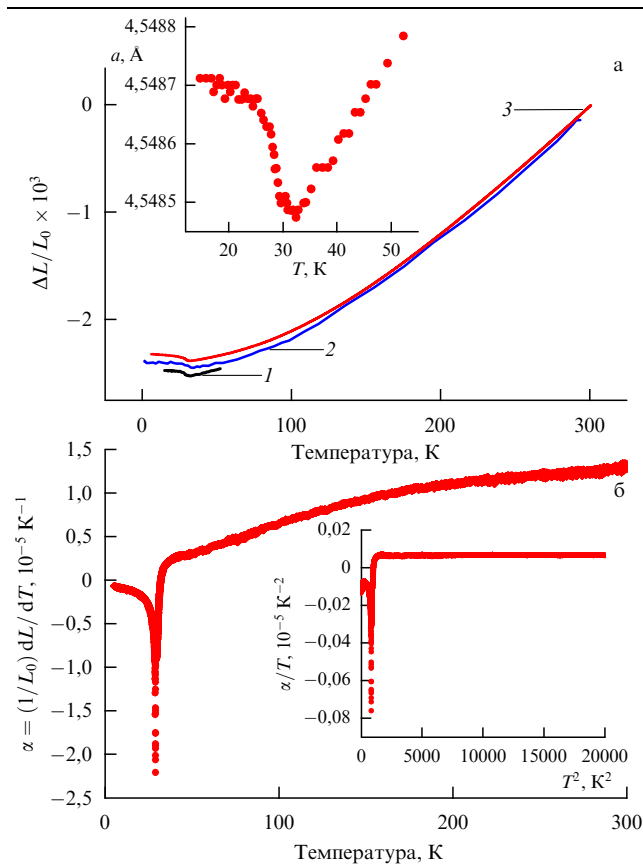 4,5488
4,5487
4,5486
4,5485
a, Å
20 30 40 50
T, К
а
0
−1
−2
ΔL/L₀ × 10³
3
2
1
0 100 200 300
Температура, К
1,5
1,0
0,5
0
−0,5
−1,0
−1,5
−2,0
−2,5
α = (1/L₀) dL/dT, 10⁻⁵ К⁻¹
б
0,02
0
−0,02
−0,04
−0,06
−0,08
α/T, 10⁻⁵ К⁻²
0 5000 10000 15000 20000
T², К²
0 100 200 300
Температура, К